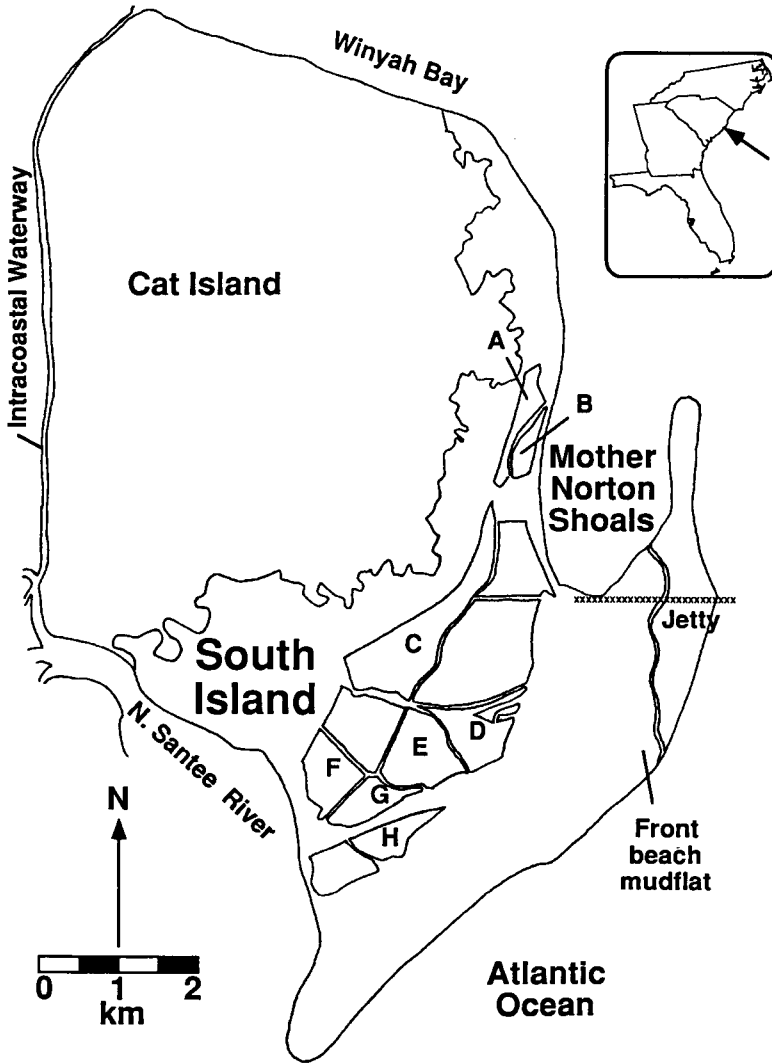 Winyah Bay
Intracoastal Waterway
Cat Island
A
B
Mother
Norton
Shoals
xxxxxxxxxxxxxxxxxxxxxxxx
Jetty
C
South
Island
D
E
F
G
H
N. Santee River
N
Front
beach
mudflat
0 1 2
km
Atlantic
Ocean